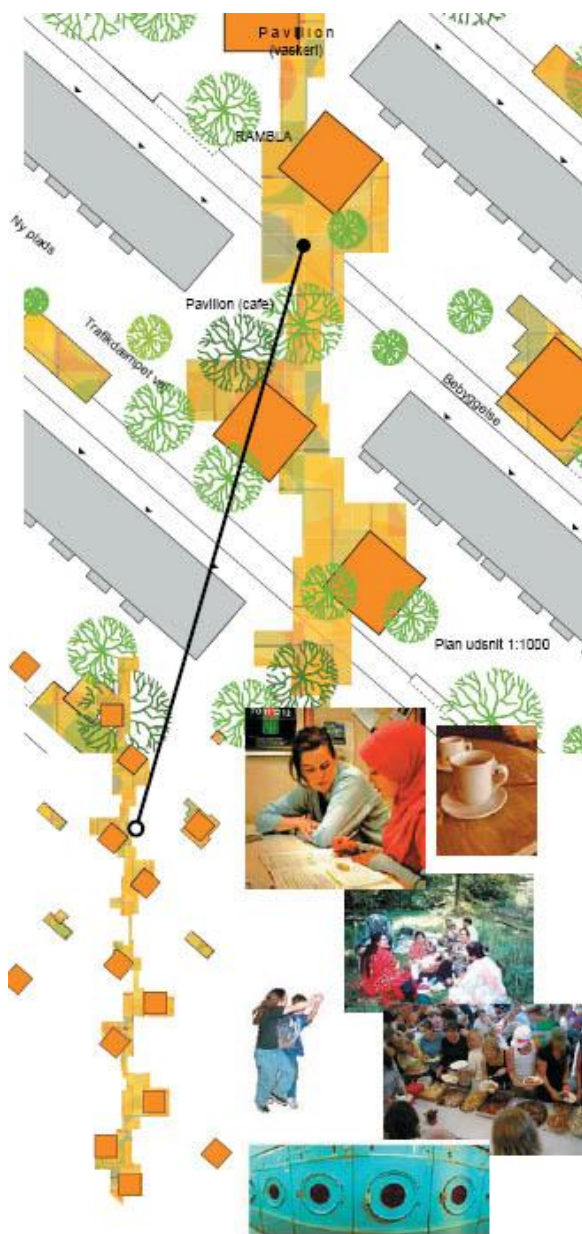 Pavilion
(vaskeri)
RAMBLA
Ny plads
Pavilion (cafe)
Trafikdæmpet vej
Bebyggelse
Plan udsnit 1:1000